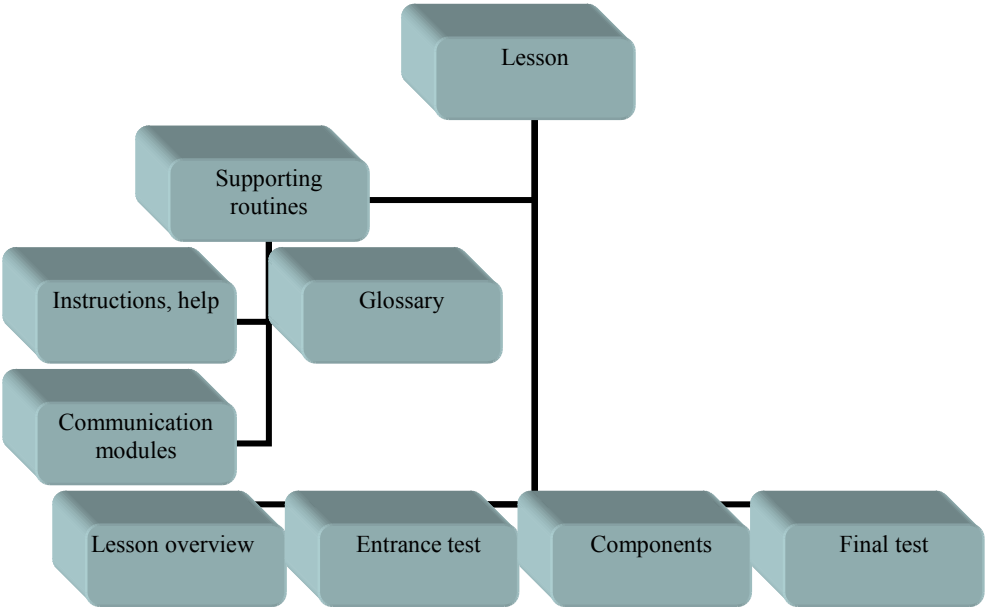 Lesson
Supporting
routines
Instructions, help
Glossary
Communication
modules
Lesson overview
Entrance test
Components
Final test